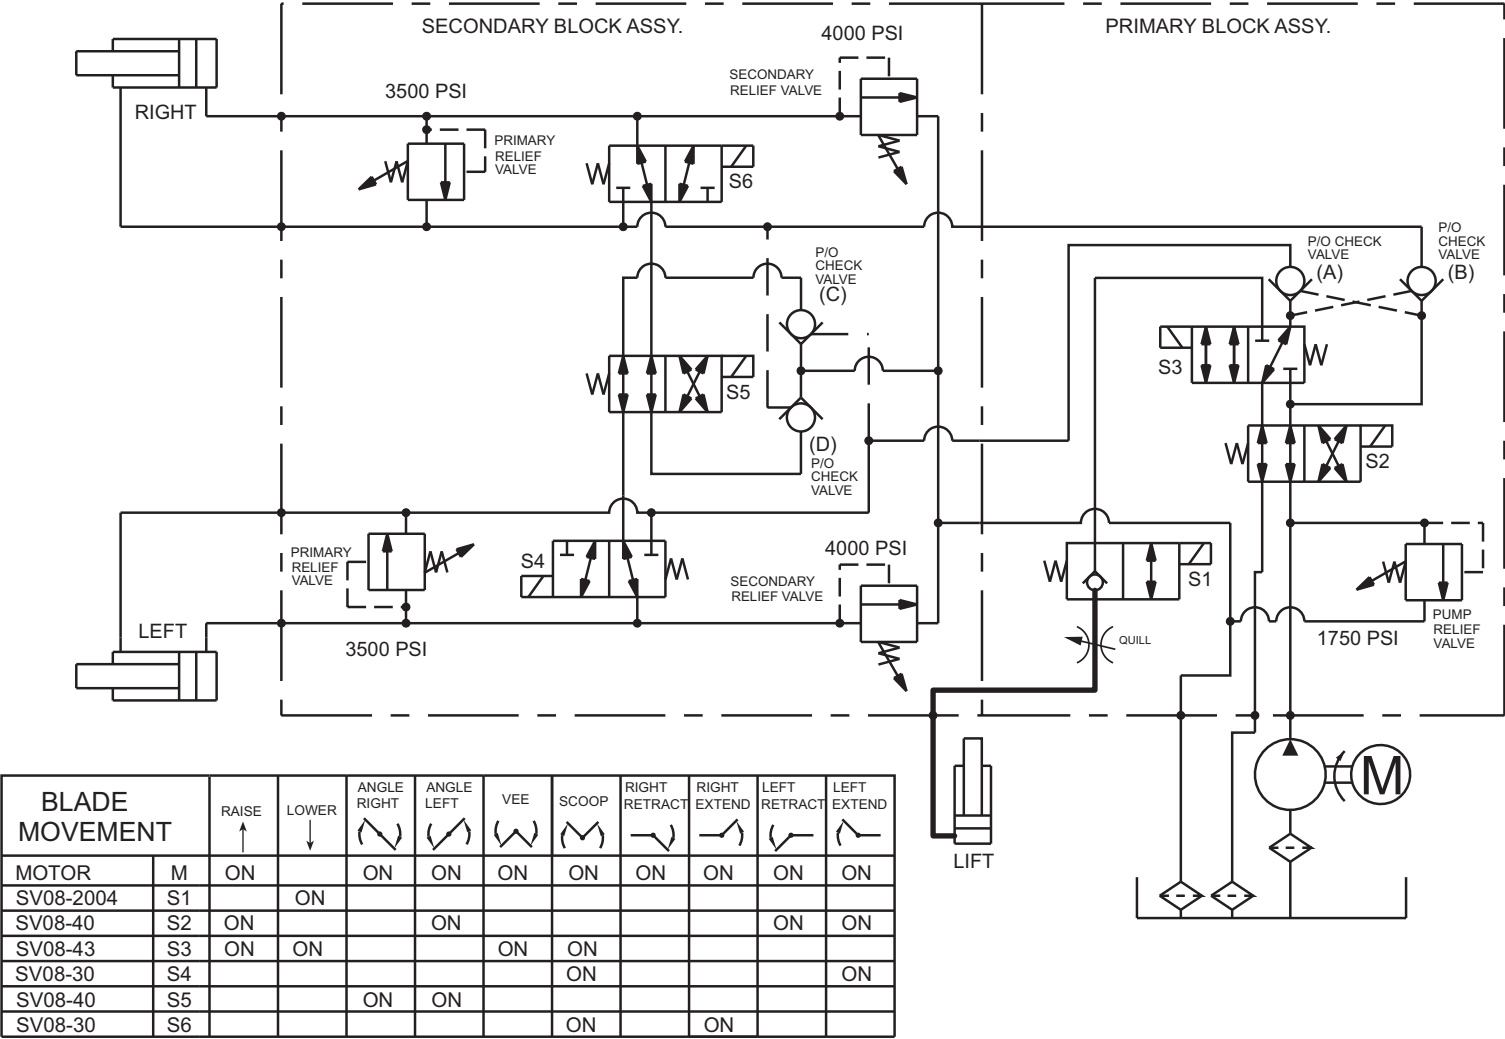 SECONDARY BLOCK ASSY.
PRIMARY BLOCK ASSY.
4000 PSI
SECONDARY
RELIEF VALVE
3500 PSI
RIGHT
PRIMARY
RELIEF
VALVE
S6
P/O
CHECK
VALVE
(C)
P/O CHECK
VALVE
(A)
P/O
CHECK
VALVE
(B)
S3
S5
(D)
P/O
CHECK
VALVE
S2
PRIMARY
RELIEF
VALVE
S4
4000 PSI
SECONDARY
RELIEF VALVE
S1
LEFT
3500 PSI
QUILL
1750 PSI
PUMP
RELIEF
VALVE
M
LIFT
BLADE
MOVEMENT
RAISE
LOWER
ANGLE
RIGHT
ANGLE
LEFT
VEE
SCOOP
RIGHT
RETRACT
RIGHT
EXTEND
LEFT
RETRACT
LEFT
EXTEND
MOTOR M ON ON ON ON ON ON ON ON ON
SV08-2004 S1 ON
SV08-40 S2 ON ON ON ON
SV08-43 S3 ON ON ON ON
SV08-30 S4 ON ON
SV08-40 S5 ON ON
SV08-30 S6 ON ON